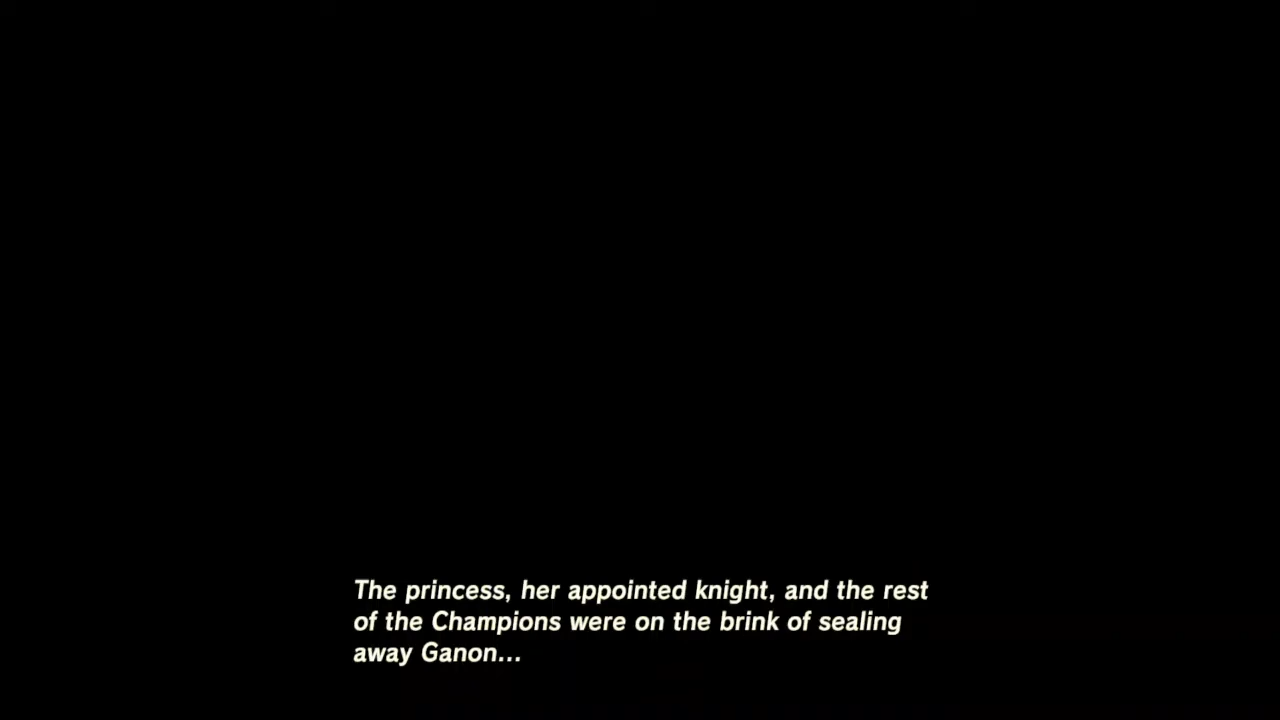 The princess, her appointed knight, and the rest
of the Champions were on the brink of sealing
away Ganon...